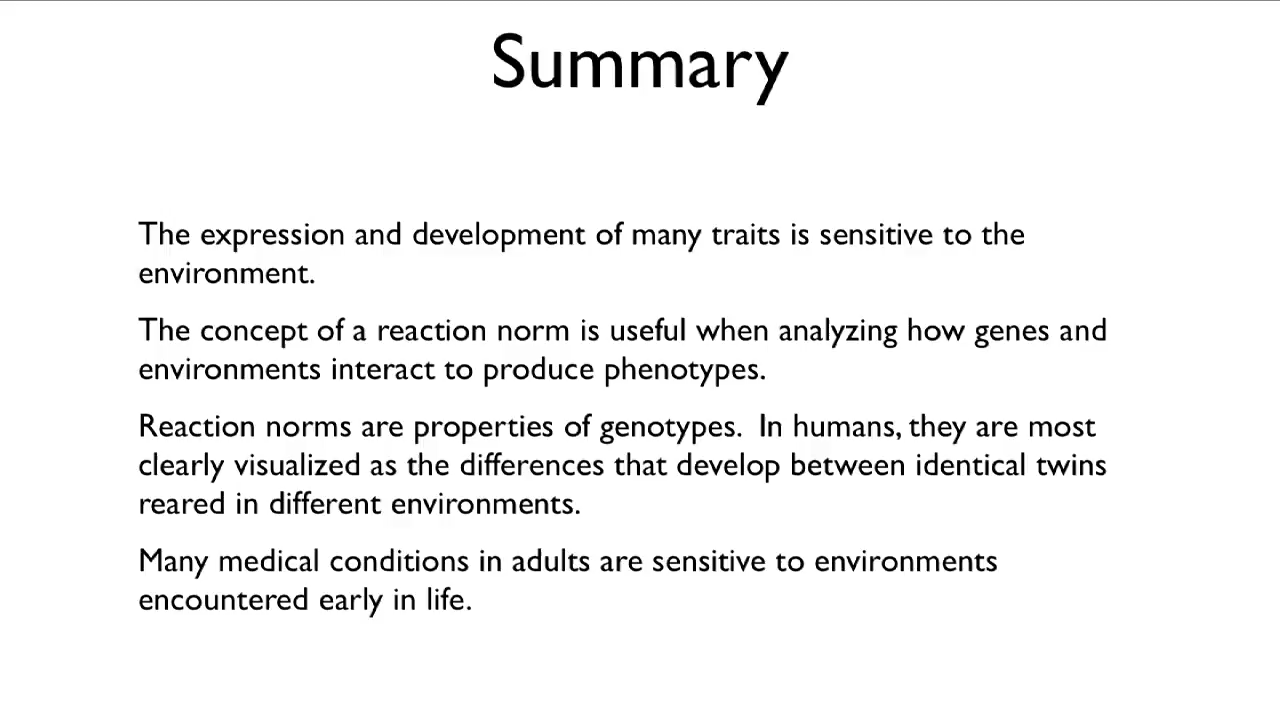 Summary
The expression and development of many traits is sensitive to the
environment.
The concept of a reaction norm is useful when analyzing how genes and
environments interact to produce phenotypes.
Reaction norms are properties of genotypes.  In humans, they are most
clearly visualized as the differences that develop between identical twins
reared in different environments.
Many medical conditions in adults are sensitive to environments
encountered early in life.